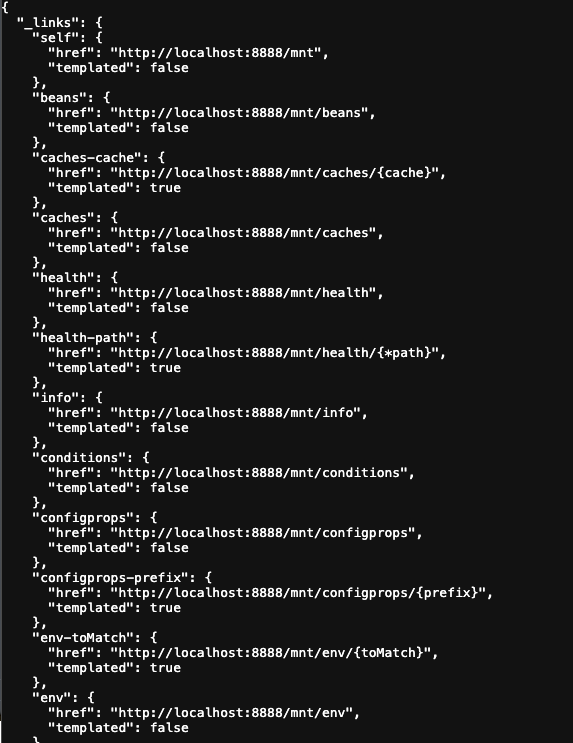 {
  "_links": {
    "self": {
      "href": "http://localhost:8888/mnt",
      "templated": false
    },
    "beans": {
      "href": "http://localhost:8888/mnt/beans",
      "templated": false
    },
    "caches-cache": {
      "href": "http://localhost:8888/mnt/caches/{cache}",
      "templated": true
    },
    "caches": {
      "href": "http://localhost:8888/mnt/caches",
      "templated": false
    },
    "health": {
      "href": "http://localhost:8888/mnt/health",
      "templated": false
    },
    "health-path": {
      "href": "http://localhost:8888/mnt/health/{*path}",
      "templated": true
    },
    "info": {
      "href": "http://localhost:8888/mnt/info",
      "templated": false
    },
    "conditions": {
      "href": "http://localhost:8888/mnt/conditions",
      "templated": false
    },
    "configprops": {
      "href": "http://localhost:8888/mnt/configprops",
      "templated": false
    },
    "configprops-prefix": {
      "href": "http://localhost:8888/mnt/configprops/{prefix}",
      "templated": true
    },
    "env-toMatch": {
      "href": "http://localhost:8888/mnt/env/{toMatch}",
      "templated": true
    },
    "env": {
      "href": "http://localhost:8888/mnt/env",
      "templated": false
    }